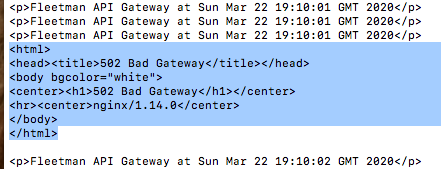 <p>Fleetman API Gateway at Sun Mar 22 19:10:01 GMT 2020</p>
<p>Fleetman API Gateway at Sun Mar 22 19:10:01 GMT 2020</p>
<p>Fleetman API Gateway at Sun Mar 22 19:10:01 GMT 2020</p>
<html>
<head><title>502 Bad Gateway</title></head>
<body bgcolor="white">
<center><h1>502 Bad Gateway</h1></center>
<hr><center>nginx/1.14.0</center>
</body>
</html>
<p>Fleetman API Gateway at Sun Mar 22 19:10:02 GMT 2020</p>